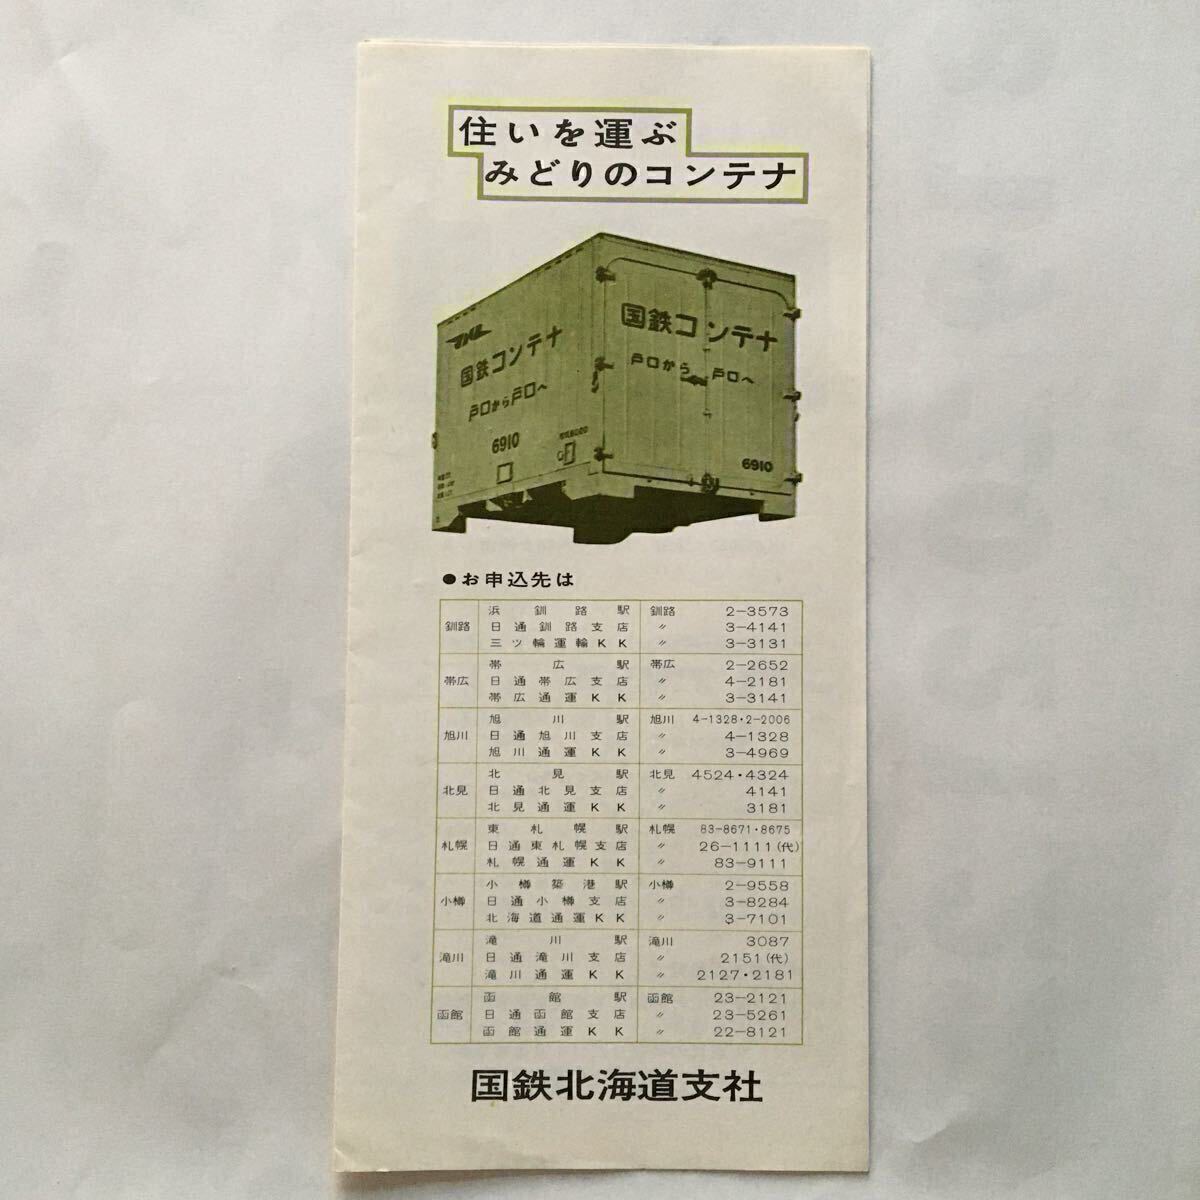 住いを運ぶ
みどりのコンテナ
国鉄コンテナ
戸口から戸口へ
6910
国鉄コンテナ
戸口から戸口へ
6910
●お申込先は
釧路 浜釧路駅 釧路 2-3573
日通釧路支店 〃 3-4141
三ツ輪運輸KK 〃 3-3131
帯広 帯広駅 帯広 2-2652
日通帯広支店 〃 4-2181
帯広通運KK 〃 3-3141
旭川 旭川駅 旭川 4-1328・2-2006
日通旭川支店 〃 4-1328
旭川通運KK 〃 3-4969
北見 北見駅 北見 4524・4324
日通北見支店 〃 4141
北見通運KK 〃 3181
札幌 東札幌駅 札幌 83-8671・8675
日通東札幌支店 〃 26-1111(代)
札幌通運KK 〃 83-9111
小樽 小樽築港駅 小樽 2-9558
日通小樽支店 〃 3-8284
北海道通運KK 〃 3-7101
滝川 滝川駅 滝川 3087
日通滝川支店 〃 2151(代)
滝川通運KK 〃 2127・2181
函館 函館駅 函館 23-2121
日通函館支店 〃 23-5261
函館通運KK 〃 22-8121
国鉄北海道支社